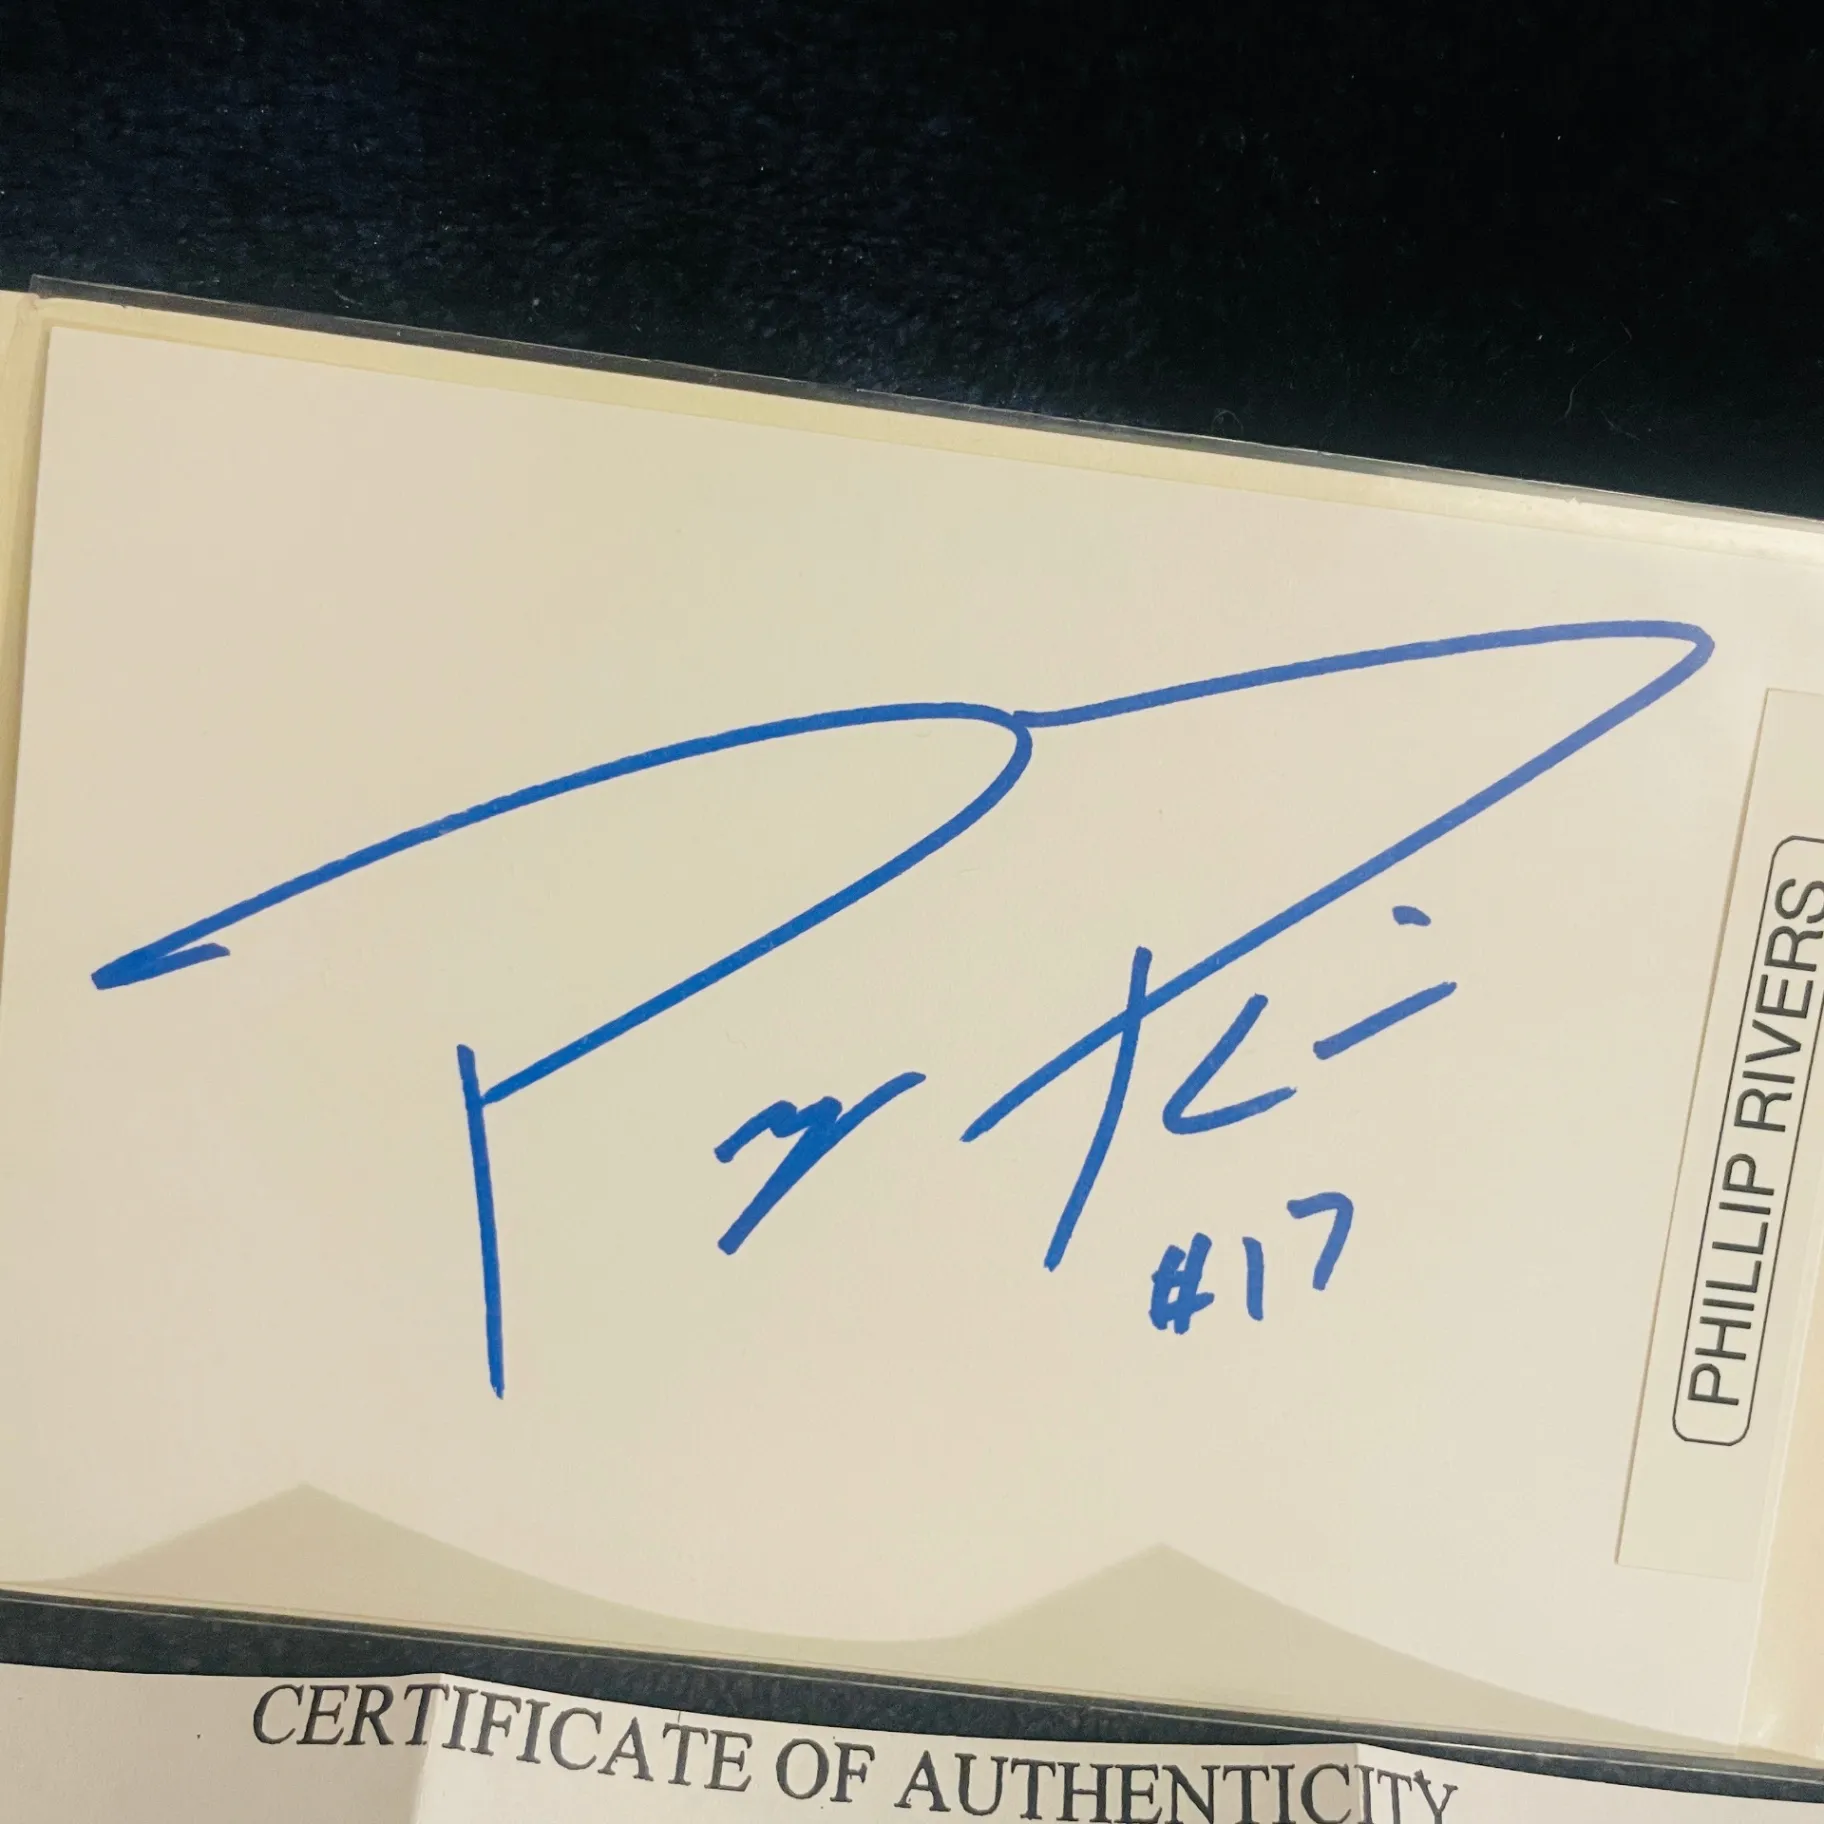 #17
PHILLIP RIVERS
CERTIFICATE OF AUTHENTICITY